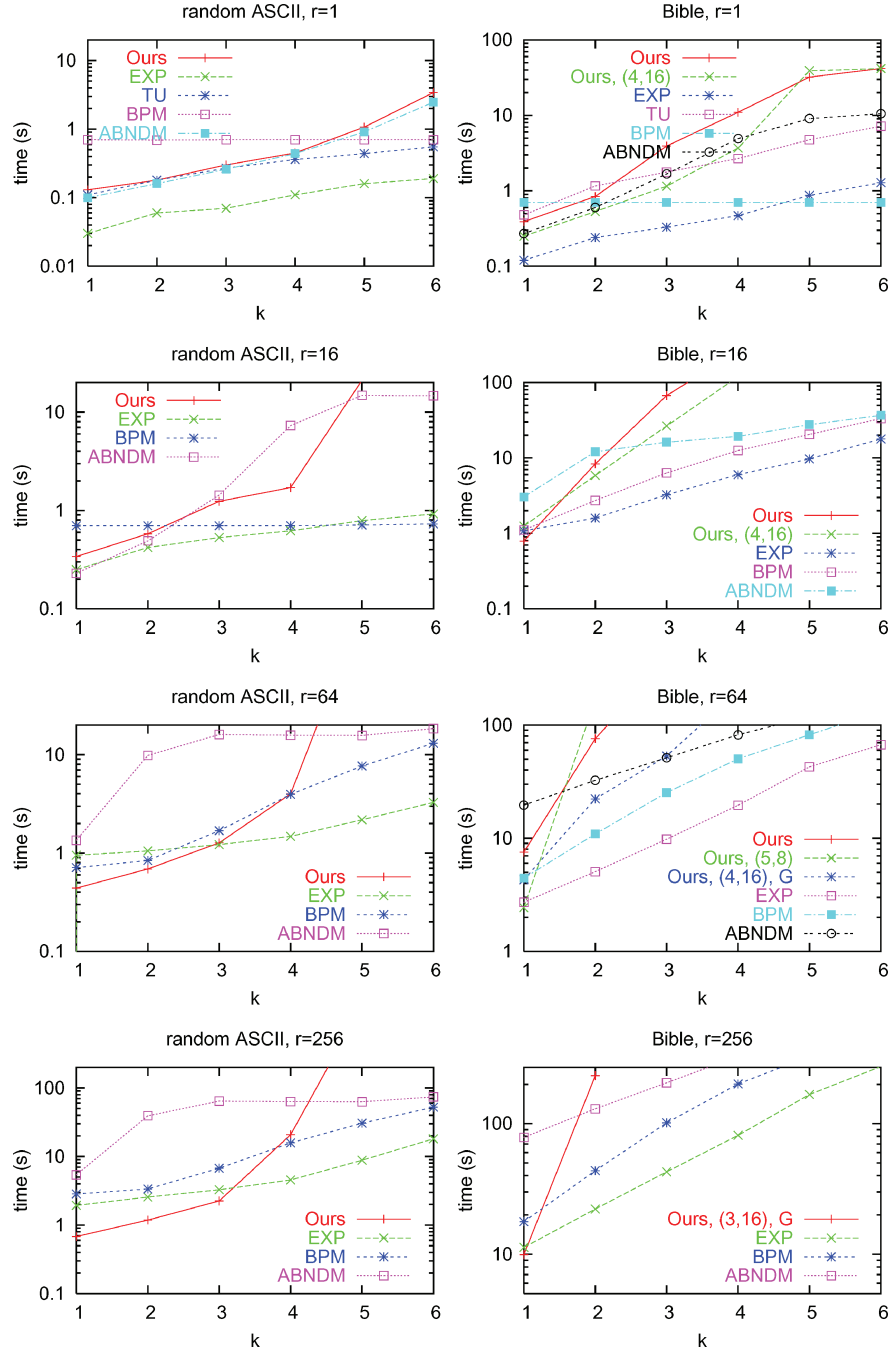 random ASCII, r=1
time (s)
10
1
0.1
0.01
Ours
EXP
TU
BPM
ABNDM
1 2 3 4 5 6
k
Bible, r=1
time (s)
100
10
1
0.1
Ours
Ours, (4,16)
EXP
TU
BPM
ABNDM
1 2 3 4 5 6
k
random ASCII, r=16
time (s)
10
1
0.1
Ours
EXP
BPM
ABNDM
1 2 3 4 5 6
k
Bible, r=16
time (s)
100
10
1
0.1
Ours
Ours, (4,16)
EXP
BPM
ABNDM
1 2 3 4 5 6
k
random ASCII, r=64
time (s)
10
1
0.1
Ours
EXP
BPM
ABNDM
1 2 3 4 5 6
k
Bible, r=64
time (s)
100
10
1
Ours
Ours, (5,8)
Ours, (4,16), G
EXP
BPM
ABNDM
1 2 3 4 5 6
k
random ASCII, r=256
time (s)
100
10
1
0.1
Ours
EXP
BPM
ABNDM
1 2 3 4 5 6
k
Bible, r=256
time (s)
100
10
Ours, (3,16), G
EXP
BPM
ABNDM
1 2 3 4 5 6
k